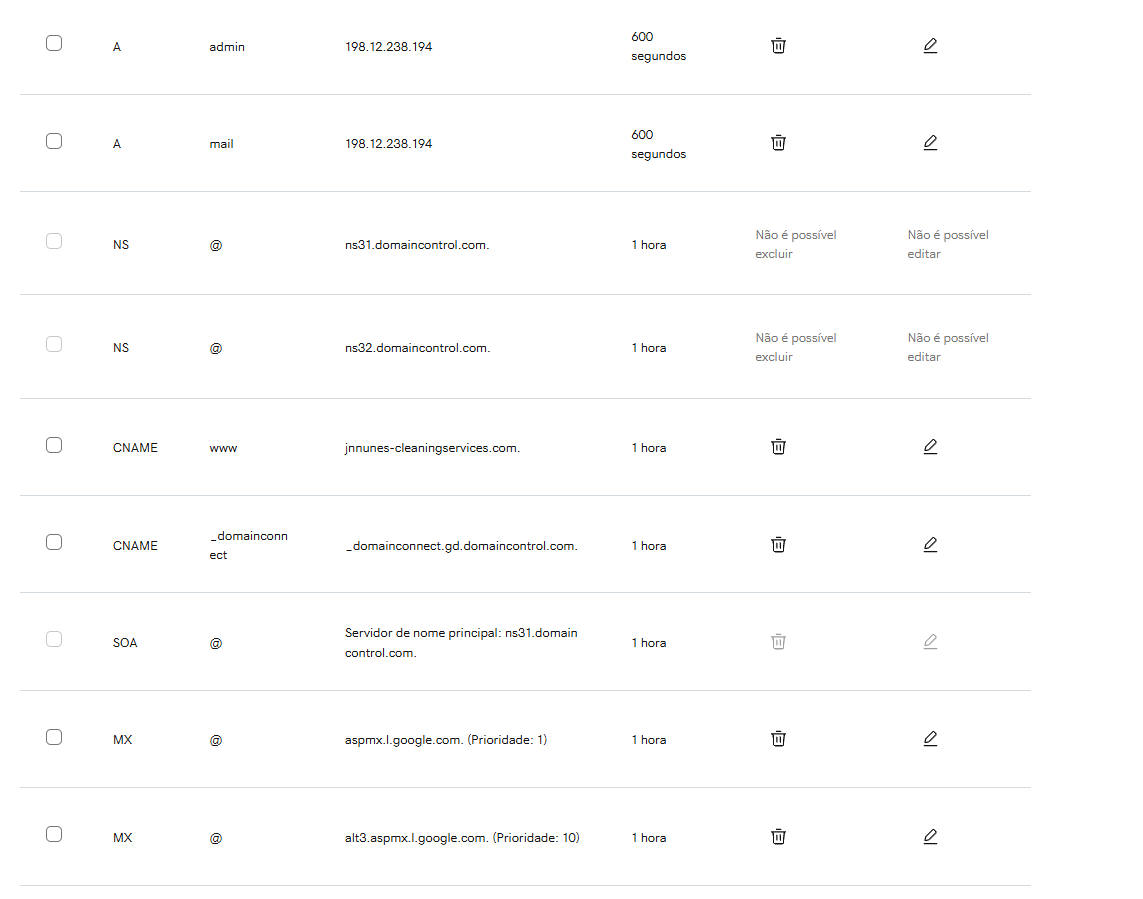 A admin 198.12.238.194 600
segundos
A mail 198.12.238.194 600
segundos
NS @ ns31.domaincontrol.com. 1 hora Não é possível
excluir Não é possível
editar
NS @ ns32.domaincontrol.com. 1 hora Não é possível
excluir Não é possível
editar
CNAME www jnnunes-cleaningservices.com. 1 hora
CNAME _domainconn
ect _domainconnect.gd.domaincontrol.com. 1 hora
SOA @ Servidor de nome principal: ns31.domain
control.com. 1 hora
MX @ aspmx.l.google.com. (Prioridade: 1) 1 hora
MX @ alt3.aspmx.l.google.com. (Prioridade: 10) 1 hora